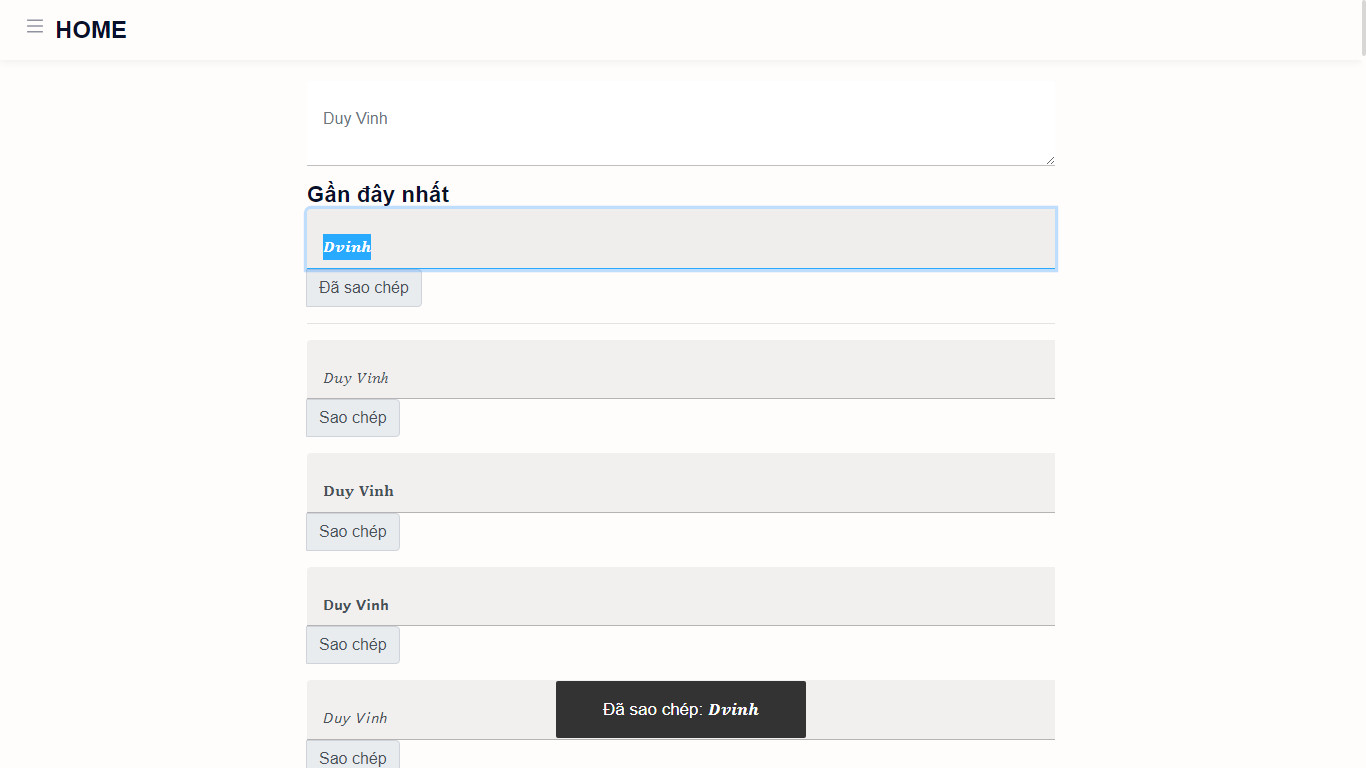 HOME
Duy Vinh
Gần đây nhất
Dvinh
Đã sao chép
Duy Vinh
Sao chép
Duy Vinh
Sao chép
Duy Vinh
Sao chép
Duy Vinh
Đã sao chép: Dvinh
Sao chép